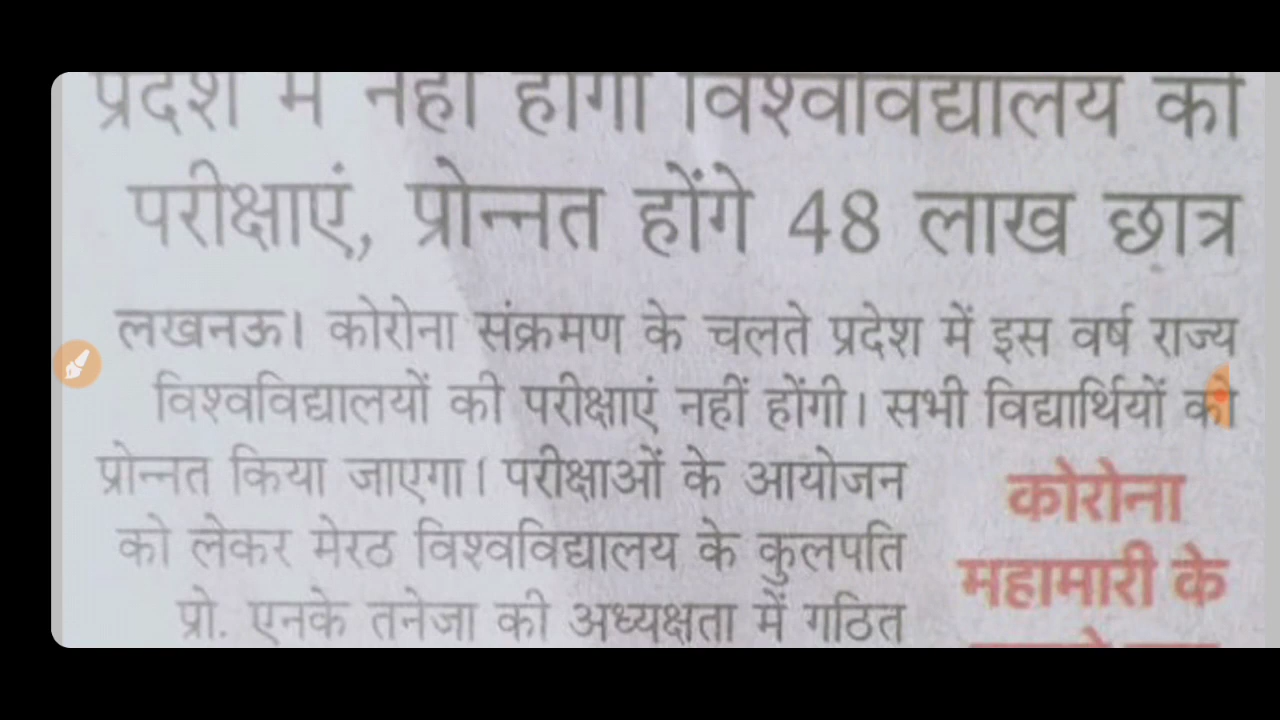 प्रदेश में नहीं होंगी विश्वविद्यालय की
परीक्षाएं, प्रोन्नत होंगे 48 लाख छात्र
लखनऊ। कोरोना संक्रमण के चलते प्रदेश में इस वर्ष राज्य
विश्वविद्यालयों की परीक्षाएं नहीं होंगी। सभी विद्यार्थियों को
प्रोन्नत किया जाएगा। परीक्षाओं के आयोजन
को लेकर मेरठ विश्वविद्यालय के कुलपति
प्रो. एनके तनेजा की अध्यक्षता में गठित
कोरोना
महामारी के